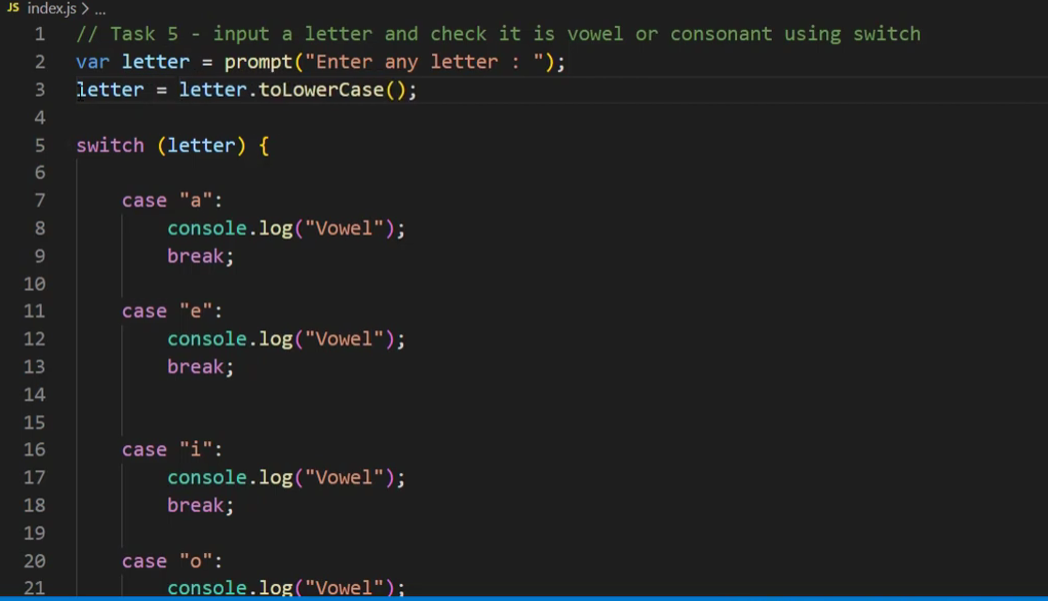 JS index.js > ...
1 // Task 5 - input a letter and check it is vowel or consonant using switch
2 var letter = prompt("Enter any letter : ");
3 letter = letter.toLowerCase();
4
5 switch (letter) {
6
7 case "a":
8 console.log("Vowel");
9 break;
10
11 case "e":
12 console.log("Vowel");
13 break;
14
15
16 case "i":
17 console.log("Vowel");
18 break;
19
20 case "o":
21 console.log("Vowel");